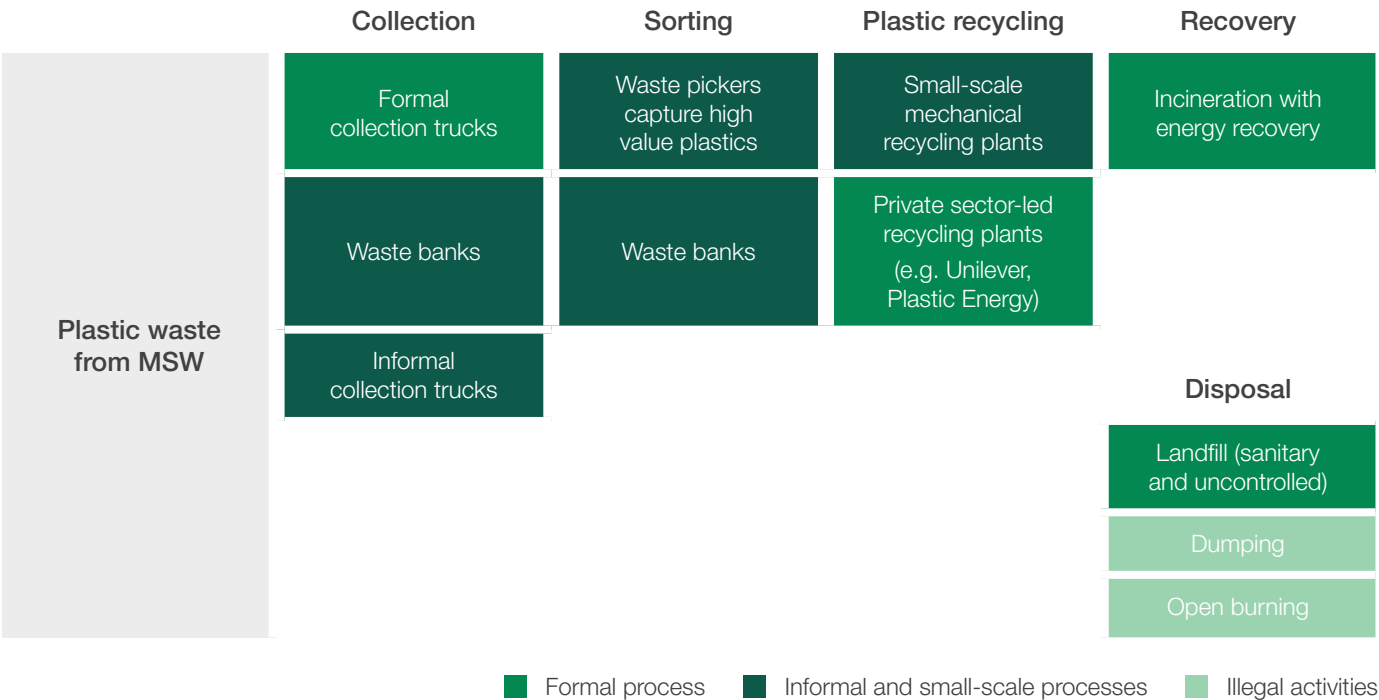 Collection
Sorting
Plastic recycling
Recovery
Plastic waste
from MSW
Formal
collection trucks
Waste banks
Informal
collection trucks
Waste pickers
capture high
value plastics
Waste banks
Small-scale
mechanical
recycling plants
Private sector-led
recycling plants
(e.g. Unilever,
Plastic Energy)
Incineration with
energy recovery
Disposal
Landfill (sanitary
and uncontrolled)
Dumping
Open burning
Formal process
Informal and small-scale processes
Illegal activities